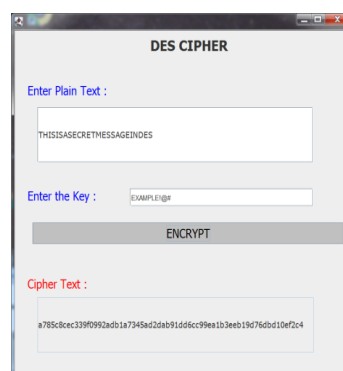 DES CIPHER
Enter Plain Text :
THISISASECRETMESSAGEINDES
Enter the Key :
EXAMPLE!@#
ENCRYPT
Cipher Text :
a785c8cec339f0992adb1a7345ad2dab91dd6cc99ea1b3eeb19d76dbd10ef2c4